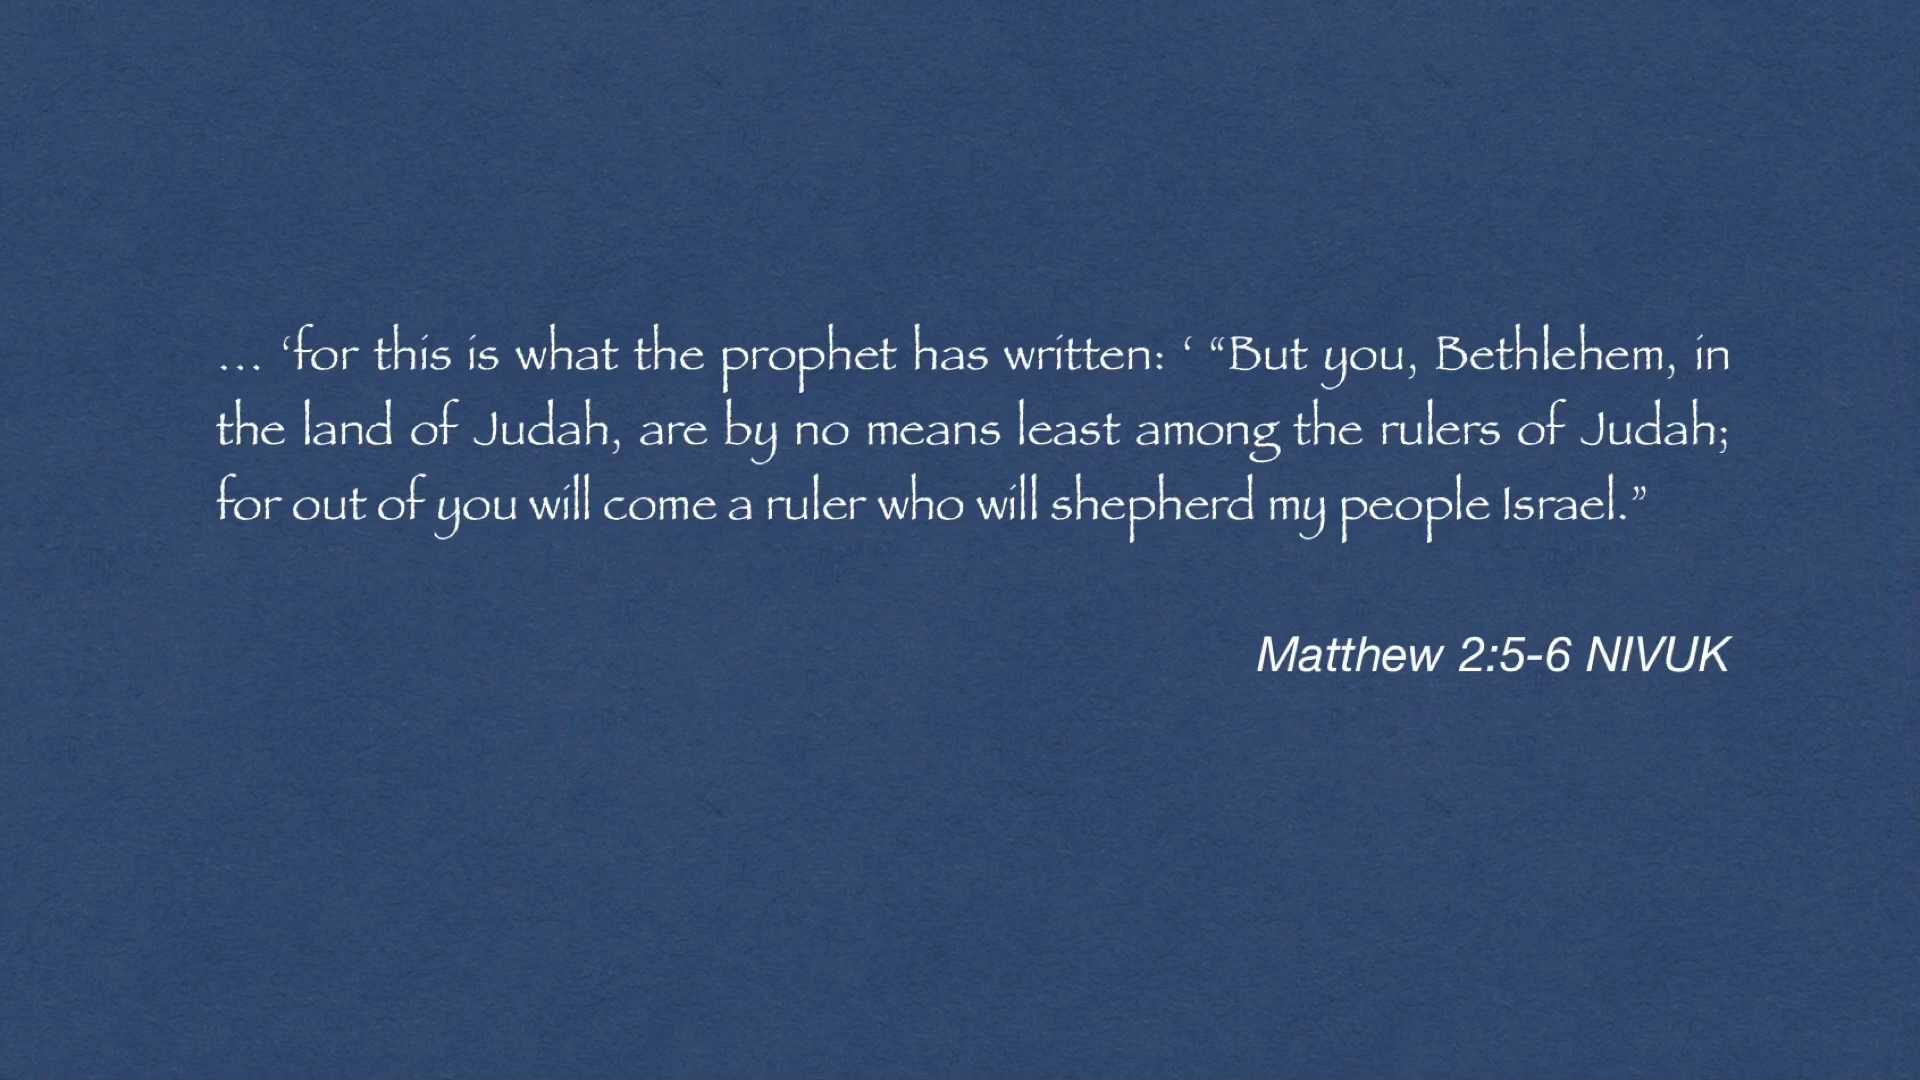 … ‘for this is what the prophet has written: ‘ “But you, Bethlehem, in
the land of Judah, are by no means least among the rulers of Judah;
for out of you will come a ruler who will shepherd my people Israel.”
Matthew 2:5-6 NIVUK